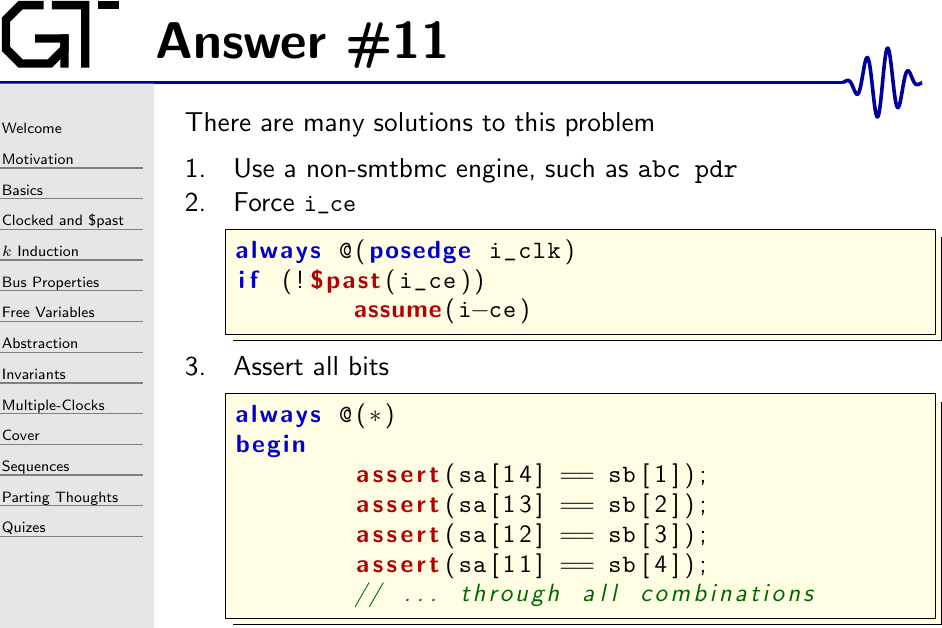 GT
Answer #11
Welcome
Motivation
Basics
Clocked and $past
k Induction
Bus Properties
Free Variables
Abstraction
Invariants
Multiple-Clocks
Cover
Sequences
Parting Thoughts
Quizes
There are many solutions to this problem
1. Use a non-smtbmc engine, such as abc pdr
2. Force i_ce
always @(posedge i_clk)
if (!$past(i_ce))
assume(i−ce)
3. Assert all bits
always @(*)
begin
assert(sa[14] == sb[1]);
assert(sa[13] == sb[2]);
assert(sa[12] == sb[3]);
assert(sa[11] == sb[4]);
// ... through all combinations